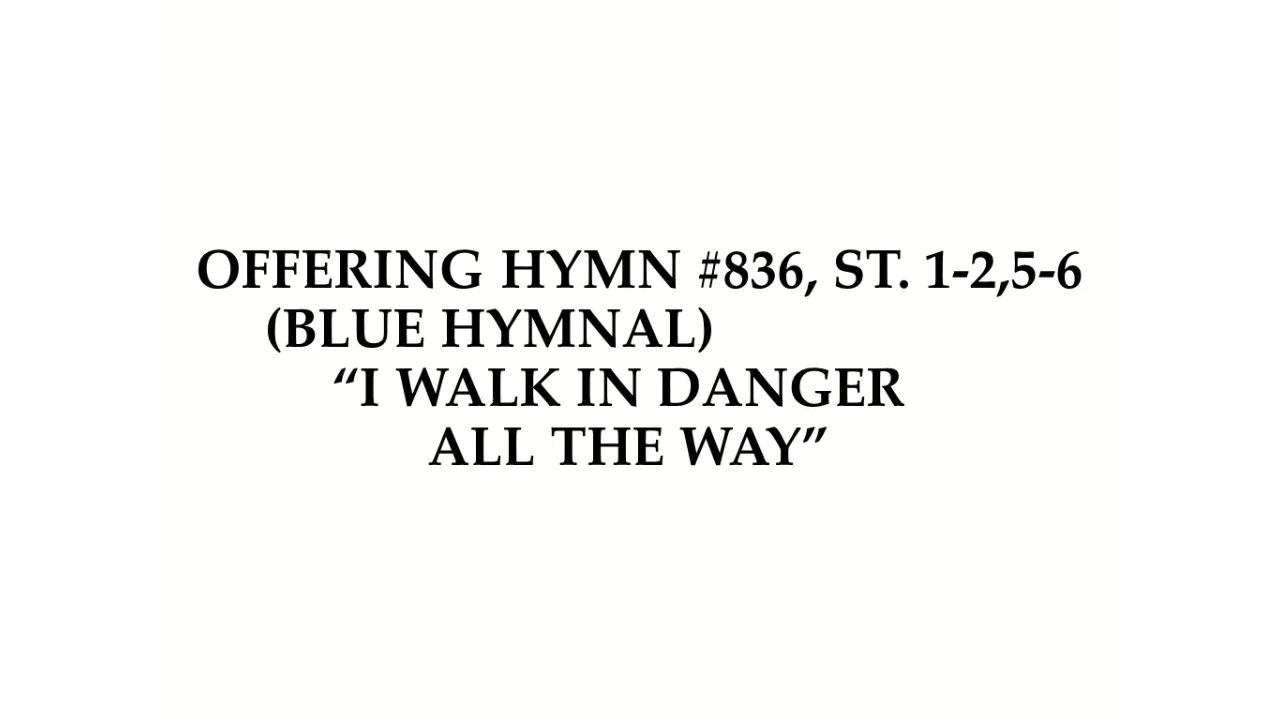 OFFERING HYMN #836, ST. 1-2,5-6
(BLUE HYMNAL)
“I WALK IN DANGER
ALL THE WAY”